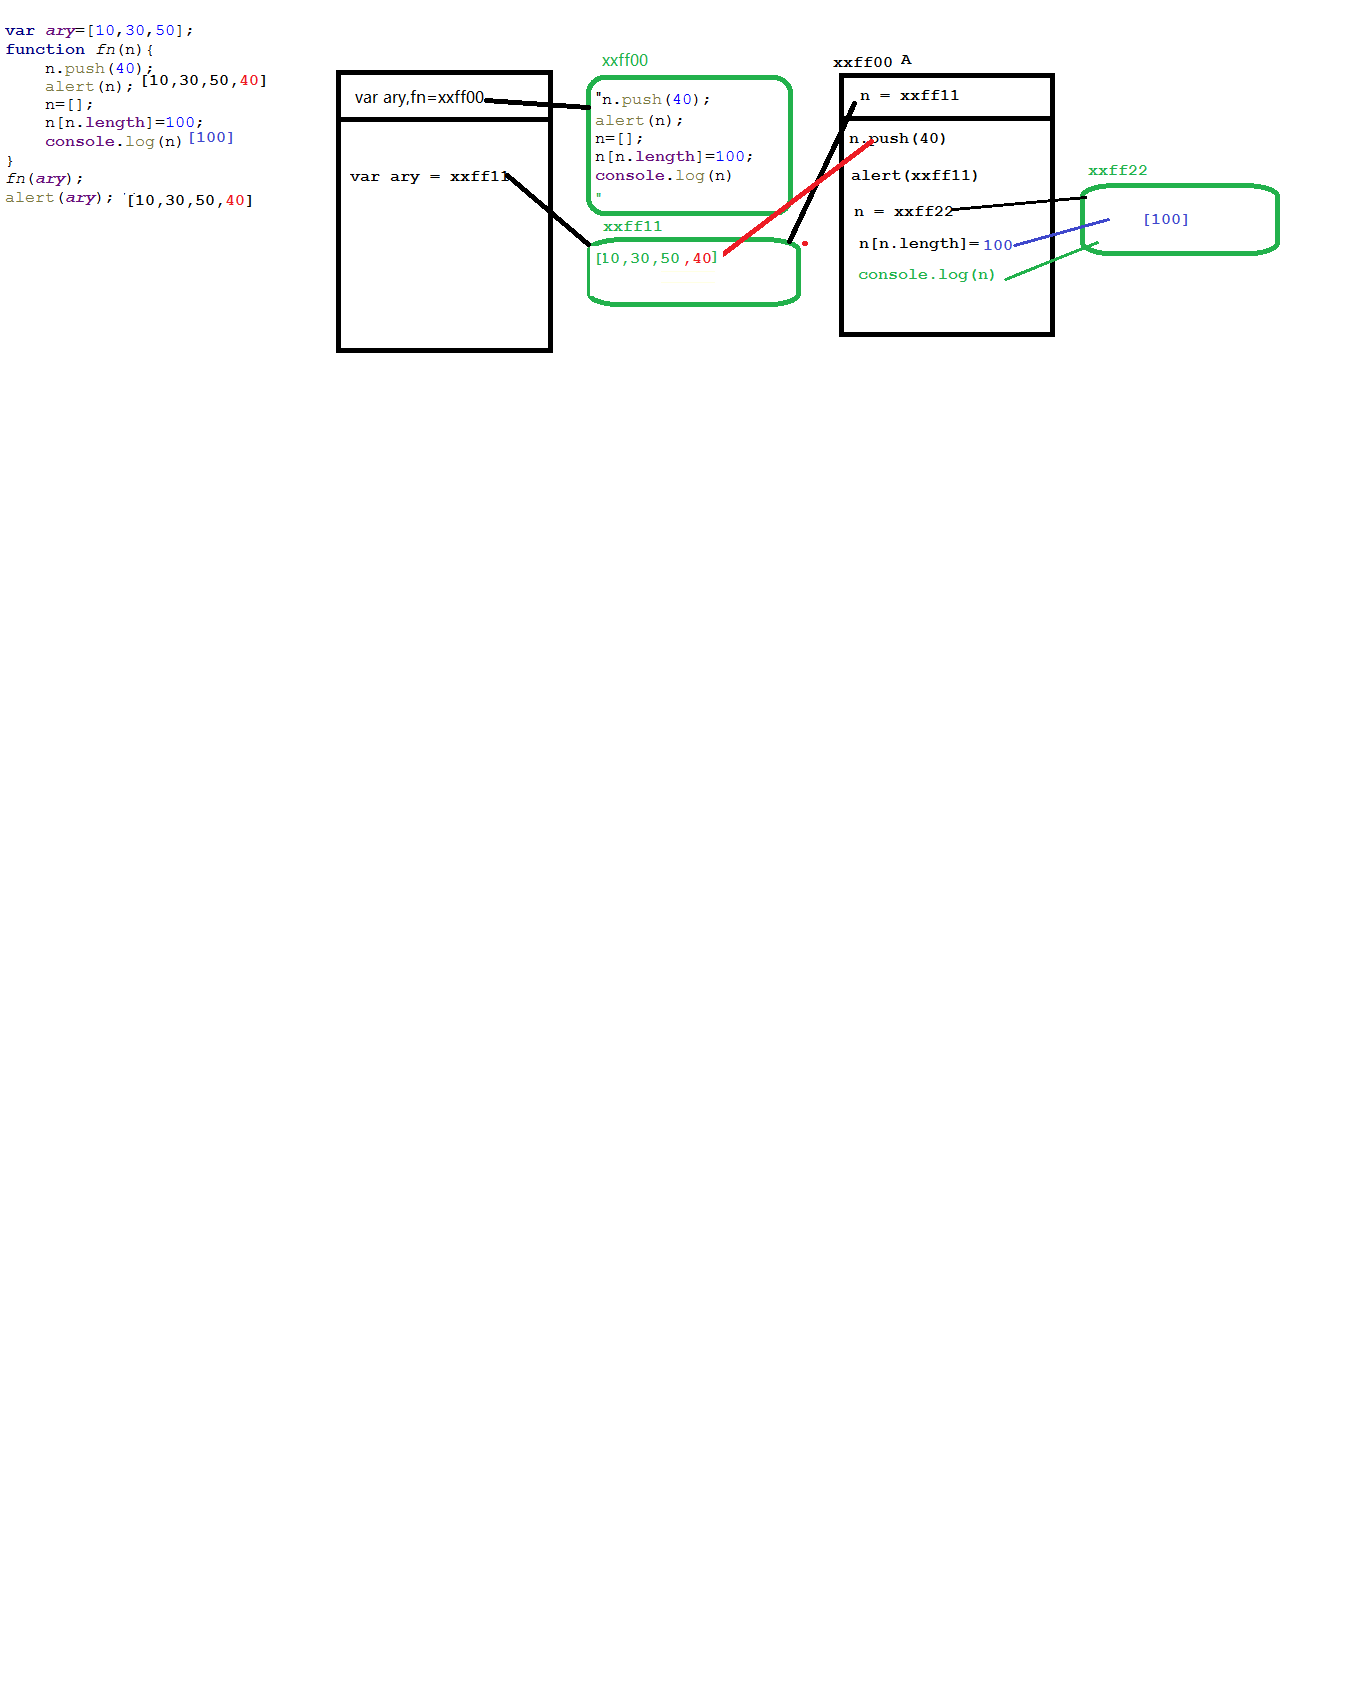 var ary=[10,30,50];
function fn(n){
n.push(40);
alert(n); [10,30,50,40]
n=[];
n[n.length]=100;
console.log(n) [100]
}
fn(ary);
alert(ary); [10,30,50,40]
var ary,fn=xxff00
var ary = xxff11
xxff00
"n.push(40);
alert(n);
n=[];
n[n.length]=100;
console.log(n)
"
xxff11
[10,30,50,40]
xxff00 A
n = xxff11
n.push(40)
alert(xxff11)
n = xxff22
n[n.length]=100
console.log(n)
xxff22
[100]